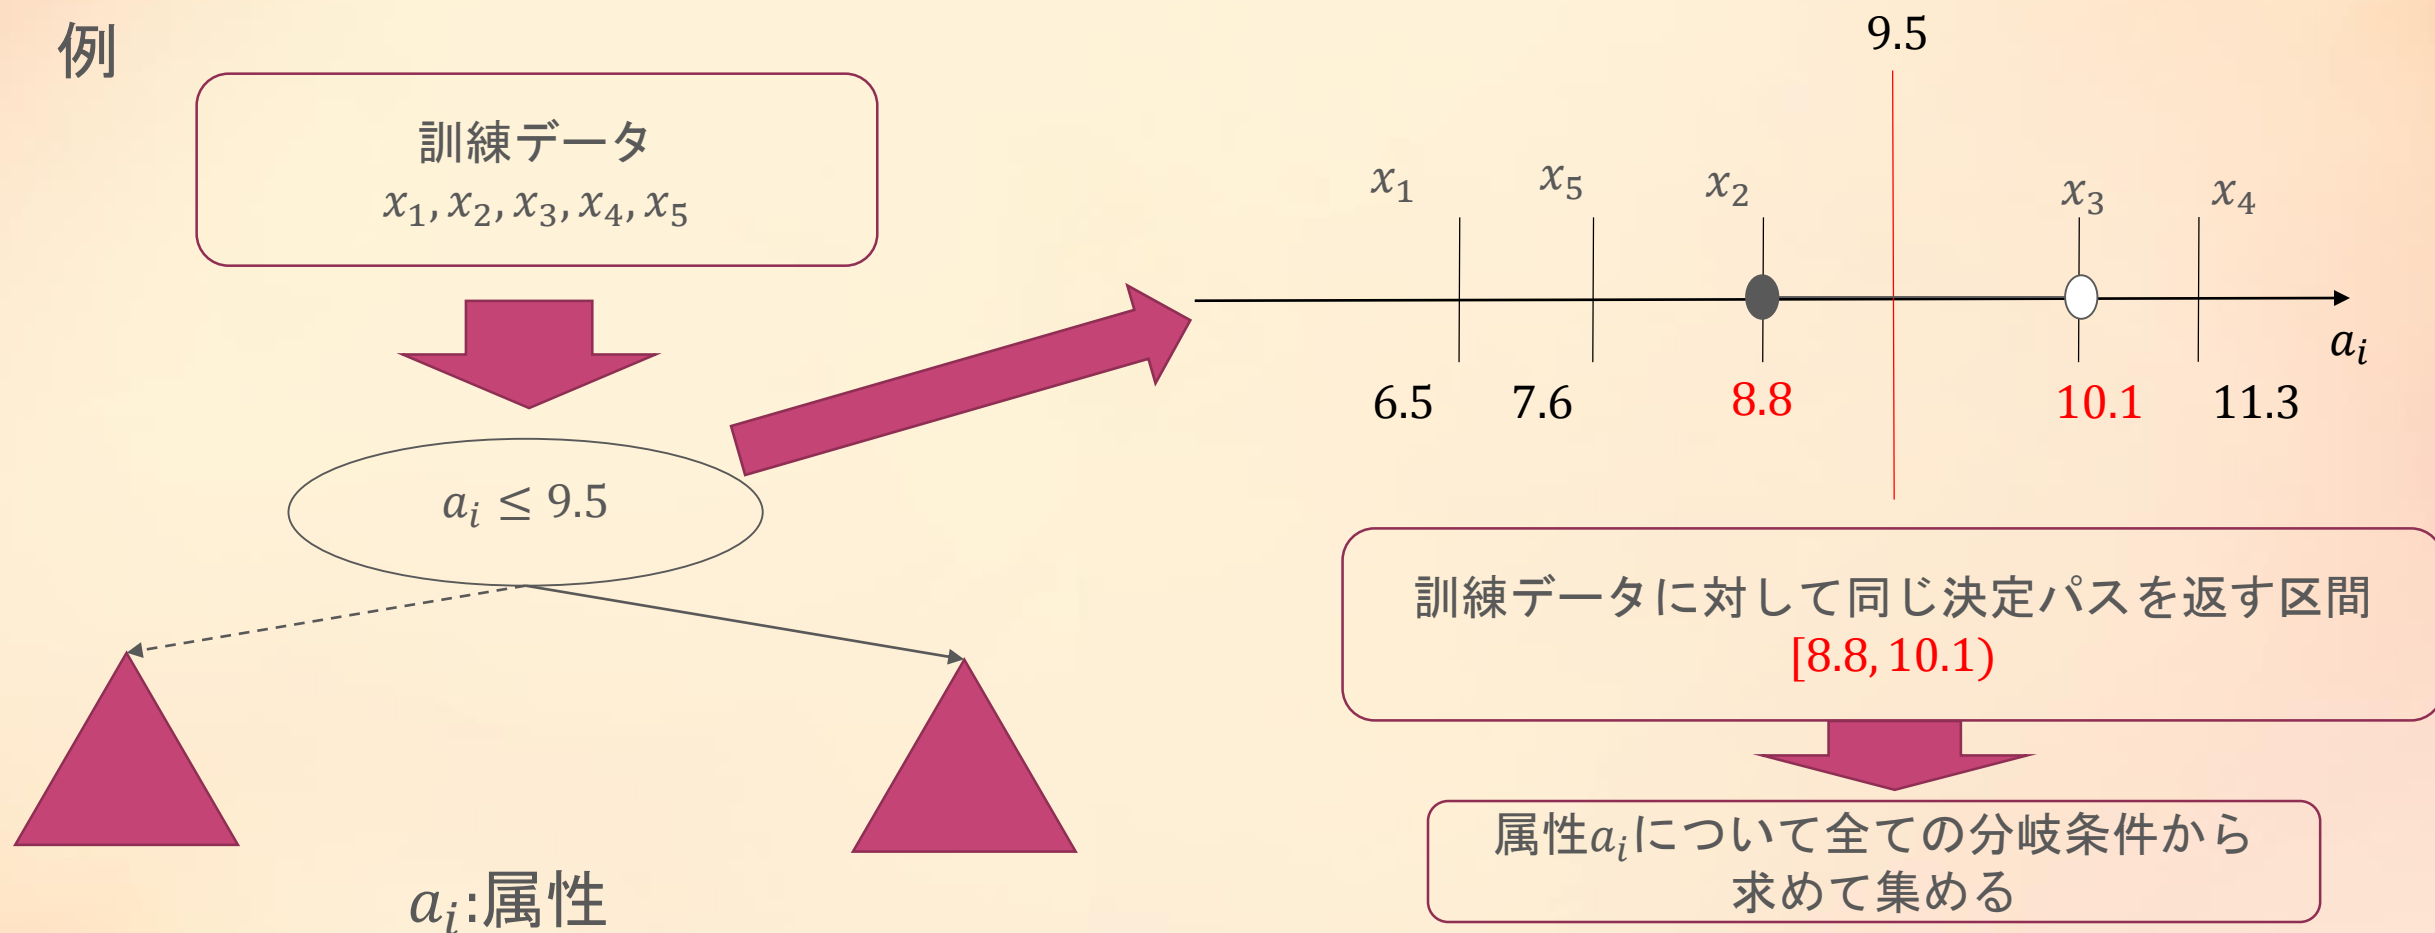 例
訓練データ
x₁, x₂, x₃, x₄, x₅
aᵢ ≤ 9.5
aᵢ:属性
9.5
x₁ x₅ x₂ x₃ x₄
aᵢ
6.5 7.6 8.8 10.1 11.3
訓練データに対して同じ決定パスを返す区間
[8.8, 10.1)
属性aᵢについて全ての分岐条件から
求めて集める